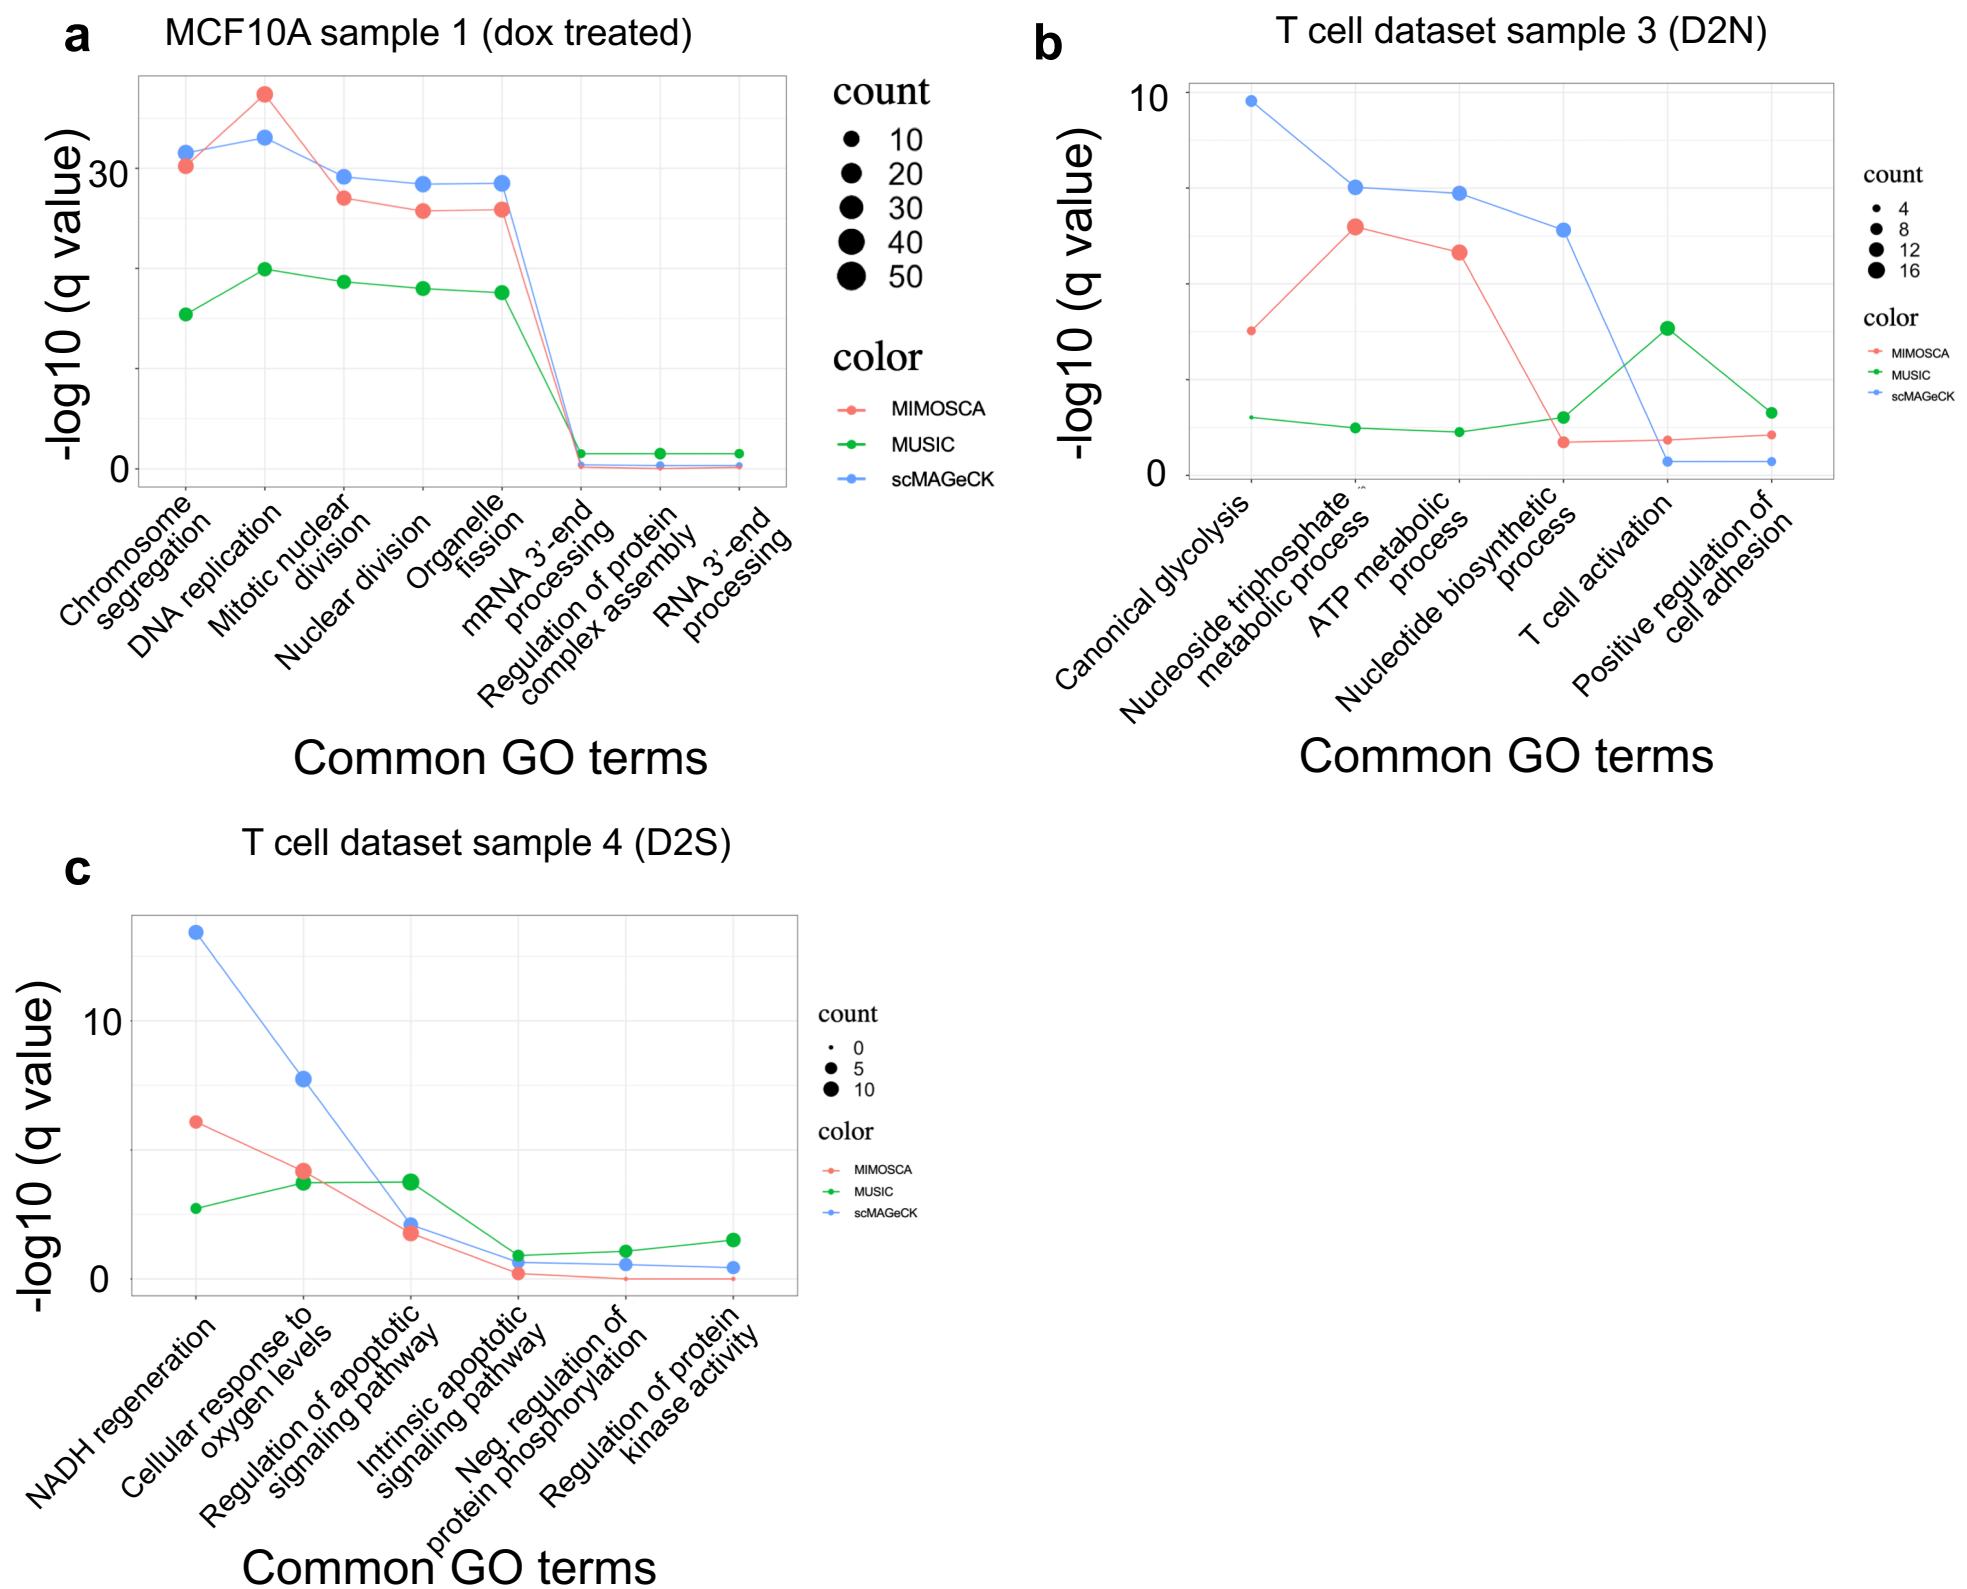 a
MCF10A sample 1 (dox treated)
-log10 (q value)
30
0
Chromosome
segregation
DNA replication
Mitotic nuclear
division
Nuclear division
Organelle
fission
mRNA 3’-end
processing
Regulation of protein
complex assembly
RNA 3’-end
processing
Common GO terms
count
10
20
30
40
50
color
MIMOSCA
MUSIC
scMAGeCK
b
T cell dataset sample 3 (D2N)
-log10 (q value)
10
0
Canonical glycolysis
Nucleoside triphosphate
metabolic process
ATP metabolic
process
Nucleotide biosynthetic
process
T cell activation
Positive regulation of
cell adhesion
Common GO terms
count
4
8
12
16
color
MIMOSCA
MUSIC
scMAGeCK
c
T cell dataset sample 4 (D2S)
-log10 (q value)
10
0
NADH regeneration
Cellular response to
oxygen levels
Regulation of apoptotic
signaling pathway
Intrinsic apoptotic
signaling pathway
Neg. regulation of
protein phosphorylation
Regulation of protein
kinase activity
Common GO terms
count
0
5
10
color
MIMOSCA
MUSIC
scMAGeCK